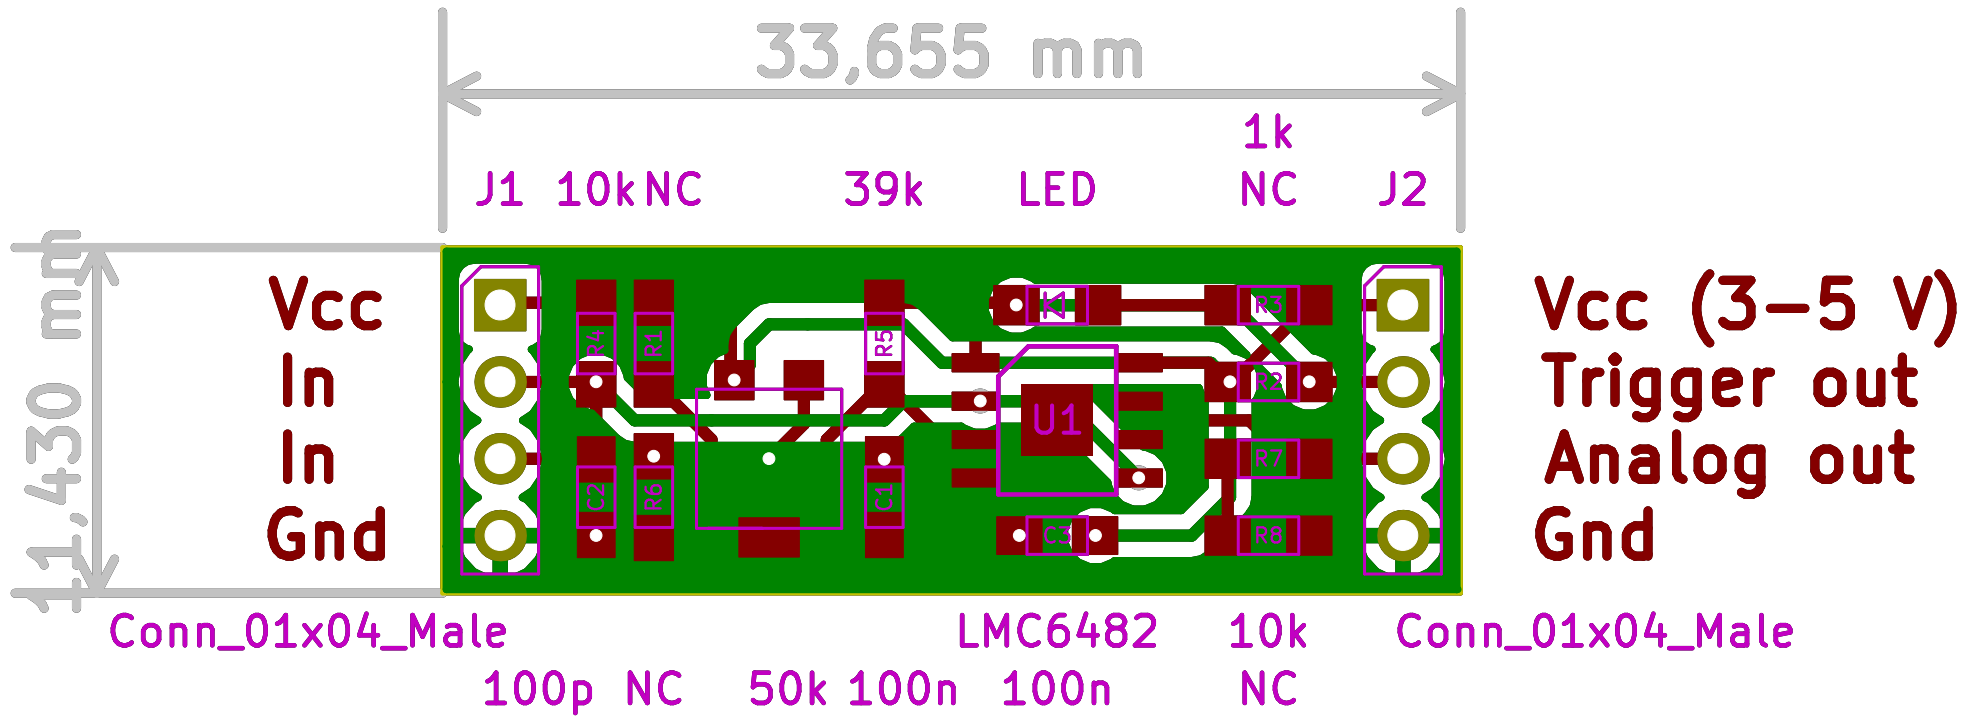 33,655 mm
1k
J1 10k NC 39k LED NC J2
11,430 mm
Vcc R4 R1 R5 R3 Vcc (3-5 V)
In R2 Trigger out
U1
In R7 Analog out
C2 R6 C1
Gnd C3 R8 Gnd
Conn_01x04_Male LMC6482 10k Conn_01x04_Male
100p NC 50k 100n 100n NC